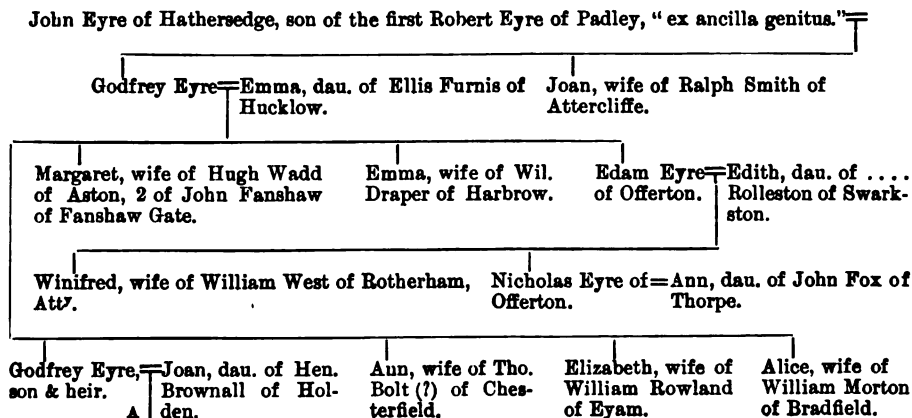 John Eyre of Hathersedge, son of the first Robert Eyre of Padley, "ex ancilla genitus."
Godfrey Eyre = Emma, dau. of Ellis Furnis of Hucklow.
Joan, wife of Ralph Smith of Attercliffe.
Margaret, wife of Hugh Wadd
of Aston, 2 of John Fanshaw
of Fanshaw Gate.
Emma, wife of Wil.
Draper of Harbrow.
Edam Eyre
of Offerton.
Edith, dau. of ....
Rolleston of Swark-
ston.
Winifred, wife of William West of Rotherham,
Atty.
Nicholas Eyre of
Offerton.
= Ann, dau. of John Fox of
Thorpe.
Godfrey Eyre,
son & heir.
Joan, dau. of Hen.
Brownall of Hol-
den.
A
Aun, wife of Tho.
Bolt (?) of Ches-
terfield.
Elizabeth, wife of
William Rowland
of Eyam.
Alice, wife of
William Morton
of Bradfield.